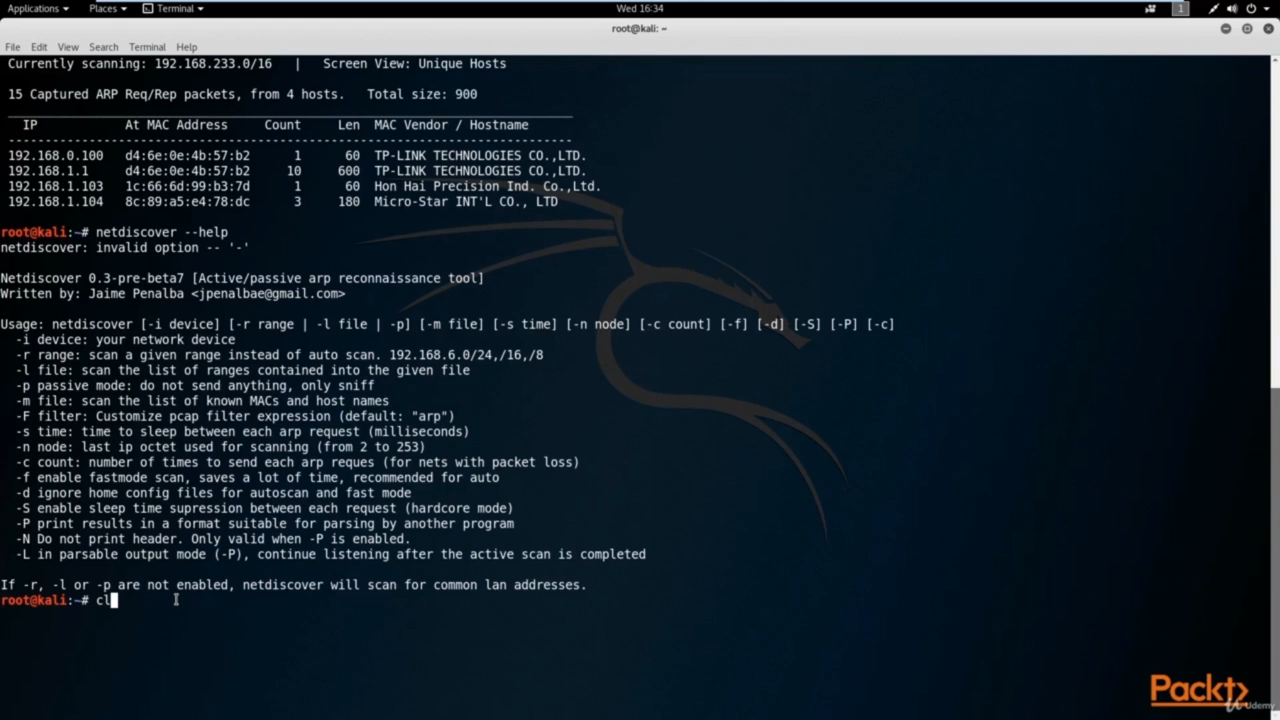 Applications Places Terminal Wed 16:34 1
root@kali: ~
File Edit View Search Terminal Help
Currently scanning: 192.168.233.0/16 | Screen View: Unique Hosts
15 Captured ARP Req/Rep packets, from 4 hosts. Total size: 900
_____________________________________________________________________________
IP At MAC Address Count Len MAC Vendor / Hostname
-----------------------------------------------------------------------------
192.168.0.100 d4:6e:0e:4b:57:b2 1 60 TP-LINK TECHNOLOGIES CO.,LTD.
192.168.1.1 d4:6e:0e:4b:57:b2 10 600 TP-LINK TECHNOLOGIES CO.,LTD.
192.168.1.103 1c:66:6d:99:b3:7d 1 60 Hon Hai Precision Ind. Co.,Ltd.
192.168.1.104 8c:89:a5:e4:78:dc 3 180 Micro-Star INT'L CO., LTD
root@kali:~# netdiscover --help
netdiscover: invalid option -- '-'
Netdiscover 0.3-pre-beta7 [Active/passive arp reconnaissance tool]
Written by: Jaime Penalba <jpenalbae@gmail.com>
Usage: netdiscover [-i device] [-r range | -l file | -p] [-m file] [-s time] [-n node] [-c count] [-f] [-d] [-S] [-P] [-c]
-i device: your network device
-r range: scan a given range instead of auto scan. 192.168.6.0/24,/16,/8
-l file: scan the list of ranges contained into the given file
-p passive mode: do not send anything, only sniff
-m file: scan the list of known MACs and host names
-F filter: Customize pcap filter expression (default: "arp")
-s time: time to sleep between each arp request (milliseconds)
-n node: last ip octet used for scanning (from 2 to 253)
-c count: number of times to send each arp reques (for nets with packet loss)
-f enable fastmode scan, saves a lot of time, recommended for auto
-d ignore home config files for autoscan and fast mode
-S enable sleep time supression between each request (hardcore mode)
-P print results in a format suitable for parsing by another program
-N Do not print header. Only valid when -P is enabled.
-L in parsable output mode (-P), continue listening after the active scan is completed
If -r, -l or -p are not enabled, netdiscover will scan for common lan addresses.
root@kali:~# cl
Packt>
Udemy